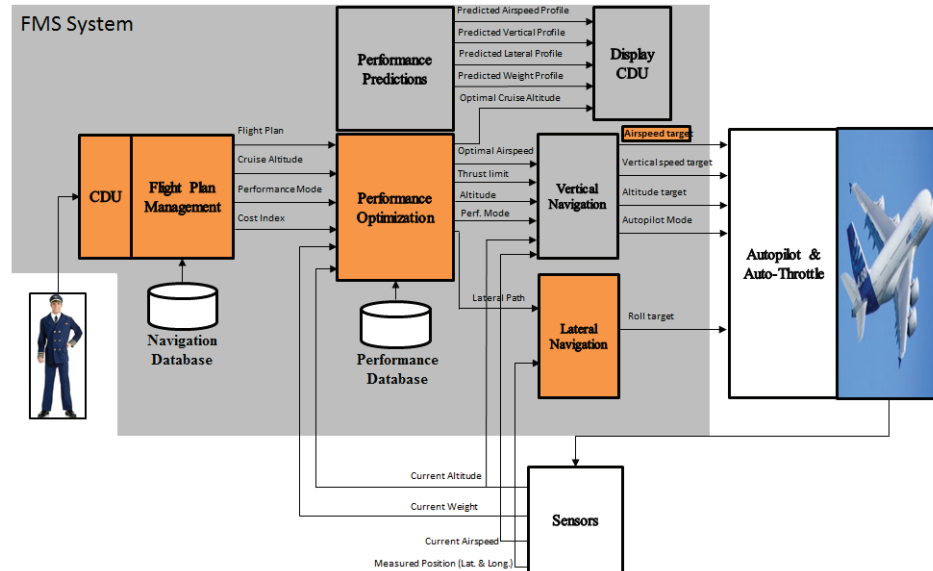 FMS System
Predicted Airspeed Profile
Predicted Vertical Profile
Predicted Lateral Profile
Predicted Weight Profile
Optimal Cruise Altitude
Performance
Predictions
Display
CDU
CDU
Flight Plan
Management
Flight Plan
Cruise Altitude
Performance Mode
Cost Index
Performance
Optimization
Optimal Airspeed
Thrust limit
Altitude
Perf. Mode
Vertical
Navigation
Airspeed target
Vertical speed target
Altitude target
Autopilot Mode
Autopilot &
Auto-Throttle
Lateral Path
Lateral
Navigation
Roll target
Navigation
Database
Performance
Database
Current Altitude
Current Weight
Current Airspeed
Measured Position (Lat. & Long.)
Sensors